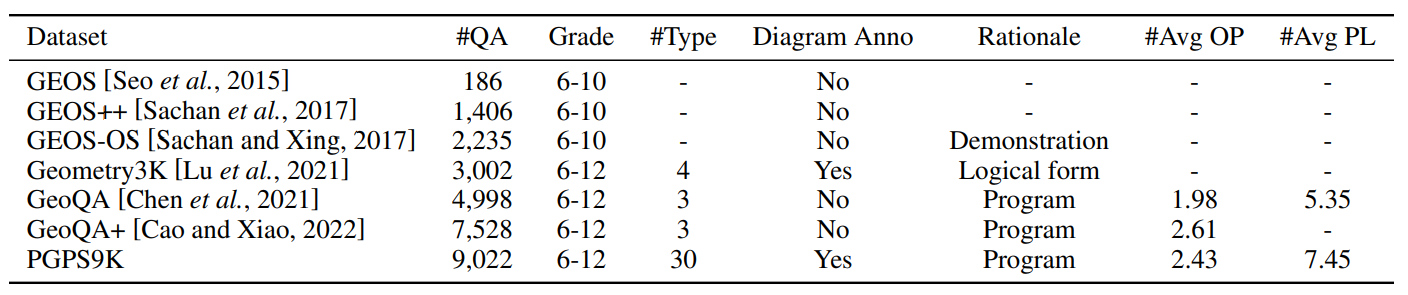 Dataset #QA Grade #Type Diagram Anno Rationale #Avg OP #Avg PL
GEOS [Seo et al., 2015] 186 6-10 - No - - -
GEOS++ [Sachan et al., 2017] 1,406 6-10 - No - - -
GEOS-OS [Sachan and Xing, 2017] 2,235 6-10 - No Demonstration - -
Geometry3K [Lu et al., 2021] 3,002 6-12 4 Yes Logical form - -
GeoQA [Chen et al., 2021] 4,998 6-12 3 No Program 1.98 5.35
GeoQA+ [Cao and Xiao, 2022] 7,528 6-12 3 No Program 2.61 -
PGPS9K 9,022 6-12 30 Yes Program 2.43 7.45